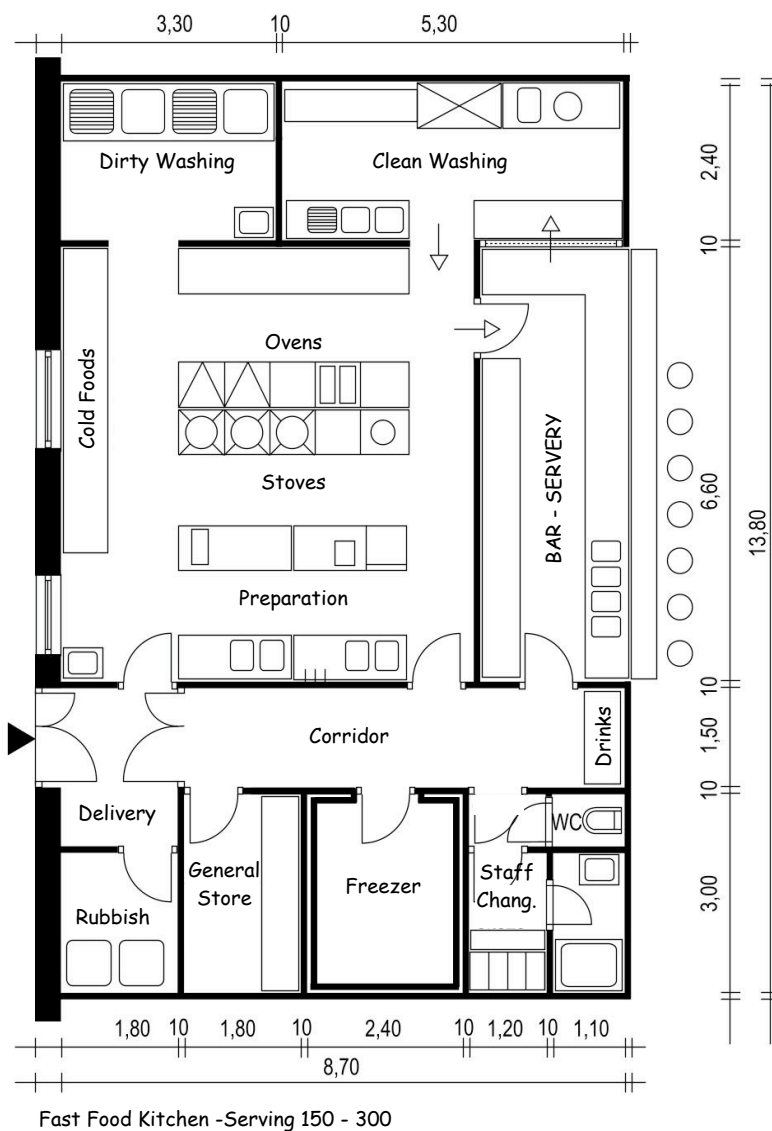 3,30
10
5,30
Dirty Washing
Clean Washing
2,40
10
Ovens
Cold Foods
Stoves
BAR - SERVERY
6,60
13,80
Preparation
10
Corridor
Drinks
1,50
10
Delivery
WC
General
Store
Freezer
Staff
Chang.
Rubbish
3,00
1,80
10
1,80
10
2,40
10
1,20
10
1,10
8,70
Fast Food Kitchen -Serving 150 - 300